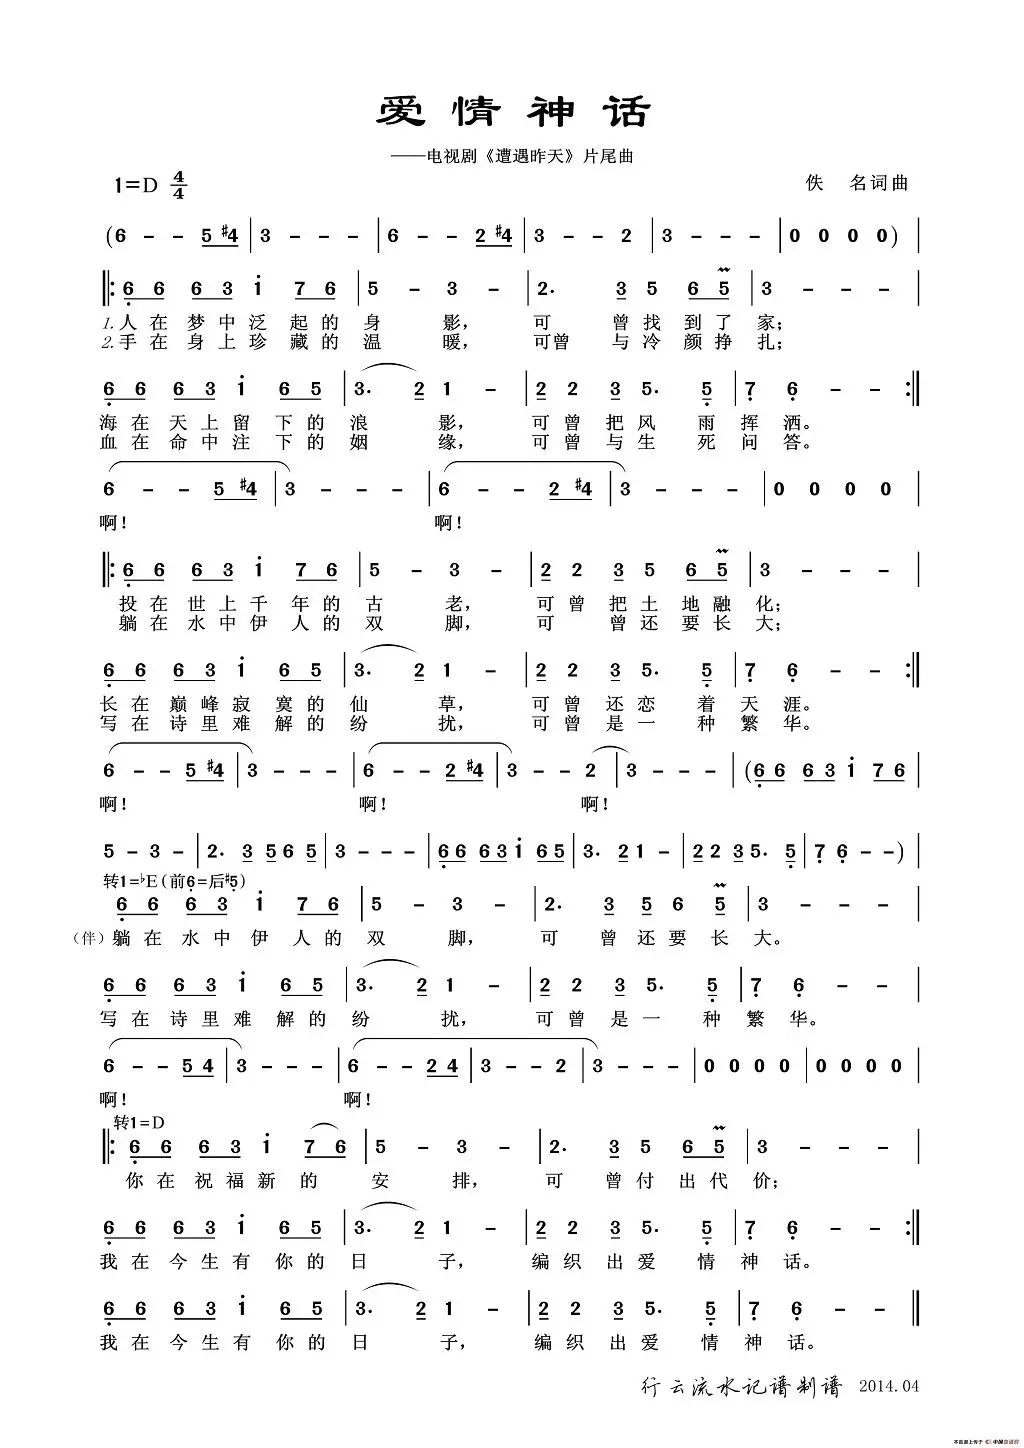 爱情神话
——电视剧《遭遇昨天》片尾曲
1=D 4/4 佚 名词曲
(6 - - 5 #4 | 3 - - - | 6 - - 2 #4 | 3 - - 2 | 3 - - - | 0 0 0 0) |
‖: 6̣ 6 6 3 i 7 6 | 5 - 3 - | 2. 3 5 6 5 | 3 - - - |
1.人在梦中泛起的身影， 可曾找到了家；
2.手在身上珍藏的温暖， 可曾与冷颜挣扎；
6̣ 6 6 3 i 6 5 | 3. 2 1 - | 2 2 3 5. 5̣ | 7̣ 6̣ - - :‖
海在天上留下的浪影， 可曾把风雨挥洒。
血在命中注下的姻缘， 可曾与生死问答。
6 - - 5 #4 | 3 - - - | 6 - - 2 #4 | 3 - - - | 0 0 0 0 |
啊！ 啊！
‖: 6̣ 6 6 3 i 7 6 | 5 - 3 - | 2 2 3 5 6 5 | 3 - - - |
投在世上千年的古老， 可曾把土地融化；
躺在水中伊人的双脚， 可曾还要长大；
6̣ 6 6 3 i 6 5 | 3. 2 1 - | 2 2 3 5. 5̣ | 7̣ 6̣ - - :‖
长在巅峰寂寞的仙草， 可曾还恋着天涯。
写在诗里难解的纷扰， 可曾是一种繁华。
6 - - 5 #4 | 3 - - - | 6 - - 2 #4 | 3 - - 2 | 3 - - - | (6̣ 6 6 3 i 7 6 |
啊！ 啊！ 啊！
5 - 3 - | 2. 3 5 6 5 | 3 - - - | 6̣ 6 6 3 i 6 5 | 3. 2 1 - | 2 2 3 5. 5̣ | 7̣ 6̣ - -) |
转1=♭E（前6̣=后#5̣）
6̣ 6 6 3 i 7 6 | 5 - 3 - | 2. 3 5 6 5 | 3 - - - |
（伴）躺在水中伊人的双脚， 可曾还要长大。
6̣ 6 6 3 i 6 5 | 3. 2 1 - | 2 2 3 5. 5̣ | 7̣ 6̣ - - |
写在诗里难解的纷扰， 可曾是一种繁华。
6 - - 5 4 | 3 - - - | 6 - - 2 4 | 3 - - 2 | 3 - - - | 0 0 0 0 | 0 0 0 0 |
啊！ 啊！
转1=D
‖: 6̣ 6 6 3 i 7 6 | 5 - 3 - | 2. 3 5 6 5 | 3 - - - |
你在祝福新的安排， 可曾付出代价；
6̣ 6 6 3 i 6 5 | 3. 2 1 - | 2 2 3 5. 5̣ | 7̣ 6̣ - - :‖
我在今生有你的日子， 编织出爱情神话。
6̣ 6 6 3 i 6 5 | 3. 2 1 - | 2 2 3 5. 5̣ | 7̣ 6̣ - - ‖
我在今生有你的日子， 编织出爱情神话。
行云流水记谱制谱 2014.04